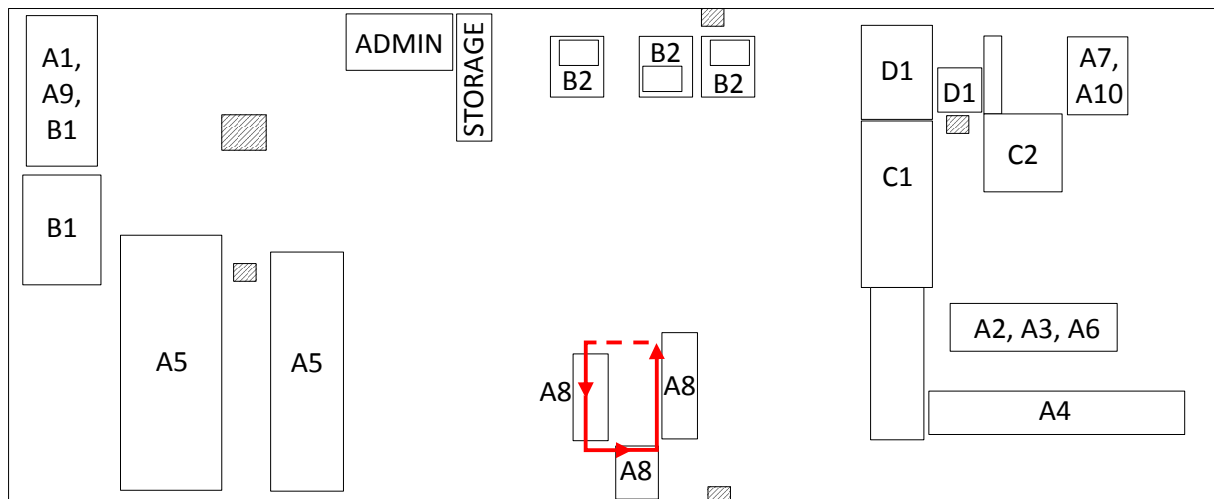 A1,
A9,
B1
ADMIN
STORAGE
B2
B2
B2
D1
D1
A7,
A10
C2
C1
B1
A5
A5
A8
A8
A8
A2, A3, A6
A4